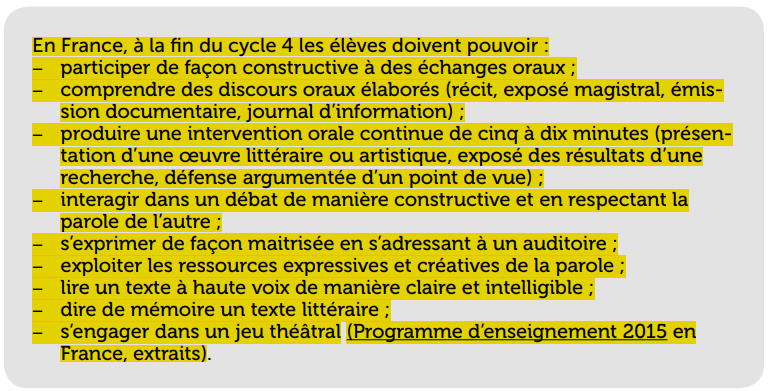 En France, à la fin du cycle 4 les élèves doivent pouvoir :
– participer de façon constructive à des échanges oraux ;
– comprendre des discours oraux élaborés (récit, exposé magistral, émis-
sion documentaire, journal d’information) ;
– produire une intervention orale continue de cinq à dix minutes (présen-
tation d’une œuvre littéraire ou artistique, exposé des résultats d’une
recherche, défense argumentée d’un point de vue) ;
– interagir dans un débat de manière constructive et en respectant la
parole de l’autre ;
– s’exprimer de façon maitrisée en s’adressant à un auditoire ;
– exploiter les ressources expressives et créatives de la parole ;
– lire un texte à haute voix de manière claire et intelligible ;
– dire de mémoire un texte littéraire ;
– s’engager dans un jeu théâtral (Programme d’enseignement 2015 en
France, extraits).